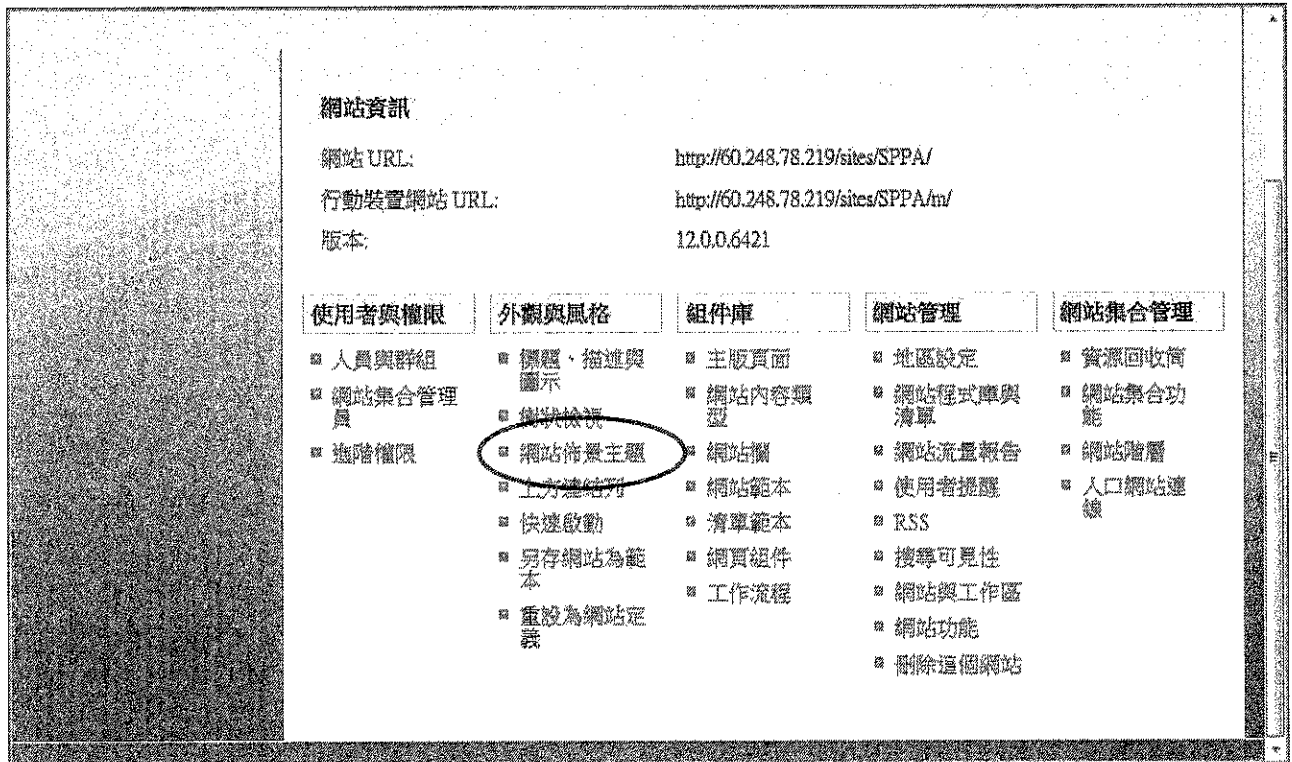 網站資訊
網站 URL:
http://60.248.78.219/sites/SPPA/
行動裝置網站 URL:
http://60.248.78.219/sites/SPPA/m/
版本:
12.0.0.6421
使用者與權限
人員與群組
網站集合管理
員
進階權限
外觀與風格
標題、描述與
圖示
樹狀檢視
網站佈景主題
上方連結列
快速啟動
另存網站為範
本
重設為網站定
義
組件庫
主版頁面
網站內容類
型
網站欄
網站範本
清單範本
網頁組件
工作流程
網站管理
地區設定
網站程式庫與
清單
網站流量報告
使用者提醒
RSS
搜尋可見性
網站與工作區
網站功能
刪除這個網站
網站集合管理
資源回收筒
網站集合功
能
網站階層
入口網站連
線